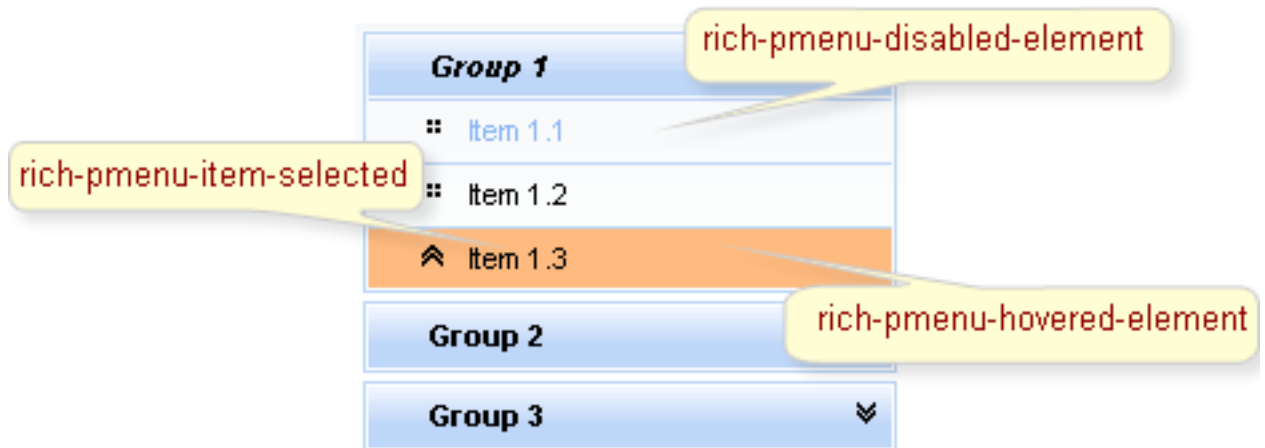 rich-pmenu-disabled-element
Group 1
Item 1.1
rich-pmenu-item-selected
Item 1.2
Item 1.3
rich-pmenu-hovered-element
Group 2
Group 3